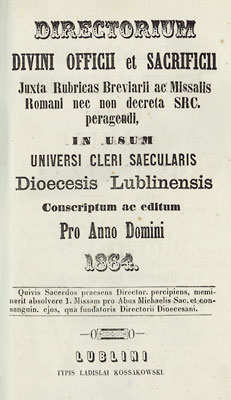 DIRECTORIUM
DIVINI OFFICII et SACRIFICII
Juxta Rubricas Breviarii ac Missalis
Romani nec non decreta SRC.
peragendi,
IN USUM
UNIVERSI CLERI SAECULARIS
Dioecesis Lublinensis
Conscriptum ac editum
Pro Anno Domini
1864.
Quivis Sacerdos praesens Director. percipiens, memi-
nerit absolvere 1. Missam pro Abus Michaelis Sac. et con-
sanguin. ejus, qua fundatoris Directorii Dioecesani.
LUBLINI
TYPIS LADISLAI KOSSAKOWSKI.